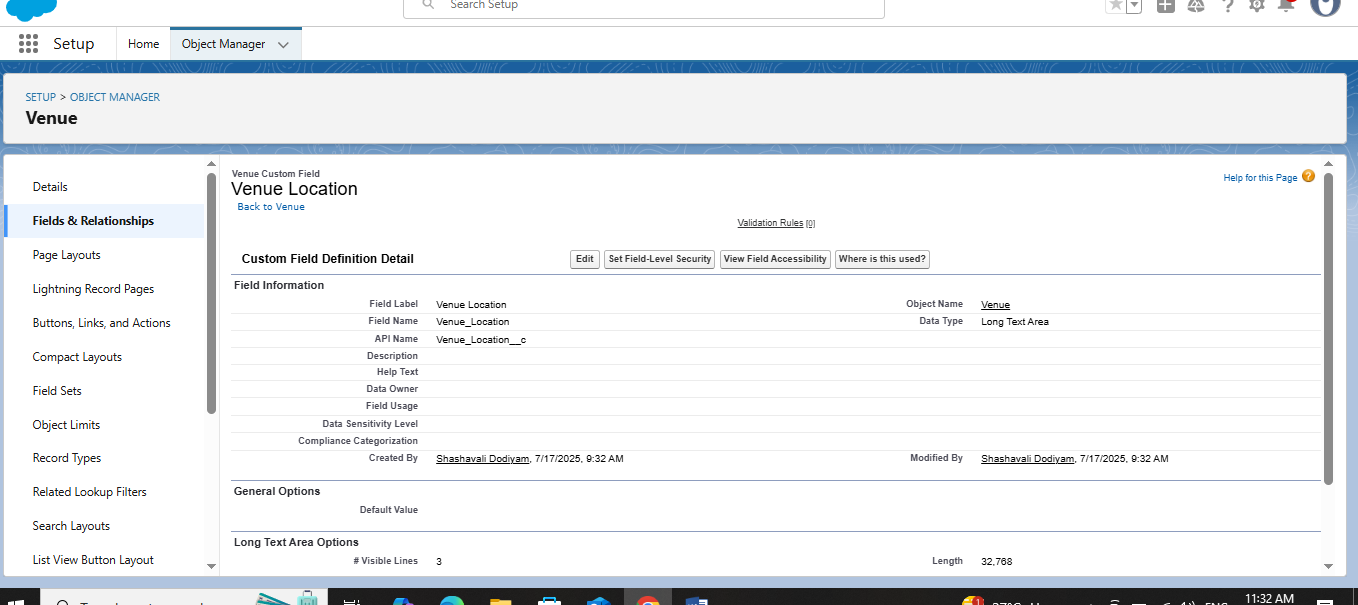 Search Setup
Setup
Home
Object Manager
SETUP > OBJECT MANAGER
Venue
Details
Fields & Relationships
Page Layouts
Lightning Record Pages
Buttons, Links, and Actions
Compact Layouts
Field Sets
Object Limits
Record Types
Related Lookup Filters
Search Layouts
List View Button Layout
Venue Custom Field
Venue Location
Back to Venue
Help for this Page ?
Validation Rules [0]
Custom Field Definition Detail
Edit
Set Field-Level Security
View Field Accessibility
Where is this used?
Field Information
Field Label Venue Location Object Name Venue
Field Name Venue_Location Data Type Long Text Area
API Name Venue_Location__c
Description
Help Text
Data Owner
Field Usage
Data Sensitivity Level
Compliance Categorization
Created By Shashavali Dodiyam, 7/17/2025, 9:32 AM Modified By Shashavali Dodiyam, 7/17/2025, 9:32 AM
General Options
Default Value
Long Text Area Options
# Visible Lines 3 Length 32,768
11:32 AM